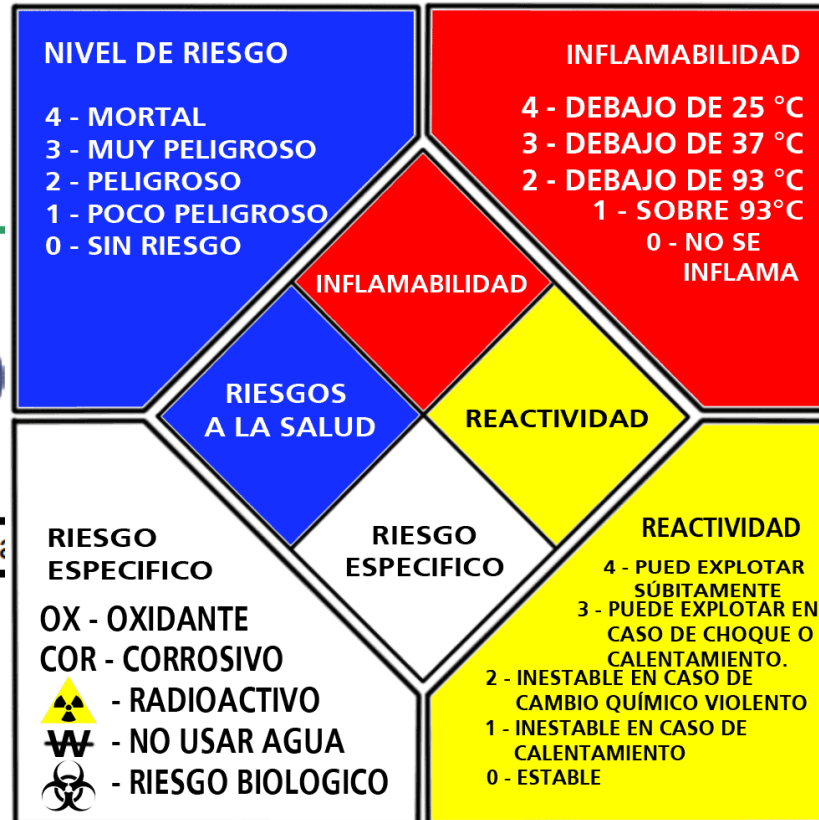 NIVEL DE RIESGO
4 - MORTAL
3 - MUY PELIGROSO
2 - PELIGROSO
1 - POCO PELIGROSO
0 - SIN RIESGO
INFLAMABILIDAD
4 - DEBAJO DE 25 °C
3 - DEBAJO DE 37 °C
2 - DEBAJO DE 93 °C
1 - SOBRE 93°C
0 - NO SE
INFLAMA
INFLAMABILIDAD
RIESGOS
A LA SALUD
REACTIVIDAD
RIESGO
ESPECIFICO
RIESGO
ESPECIFICO
OX - OXIDANTE
COR - CORROSIVO
- RADIOACTIVO
W - NO USAR AGUA
- RIESGO BIOLOGICO
REACTIVIDAD
4 - PUED EXPLOTAR
SÚBITAMENTE
3 - PUEDE EXPLOTAR EN
CASO DE CHOQUE O
CALENTAMIENTO.
2 - INESTABLE EN CASO DE
CAMBIO QUÍMICO VIOLENTO
1 - INESTABLE EN CASO DE
CALENTAMIENTO
0 - ESTABLE